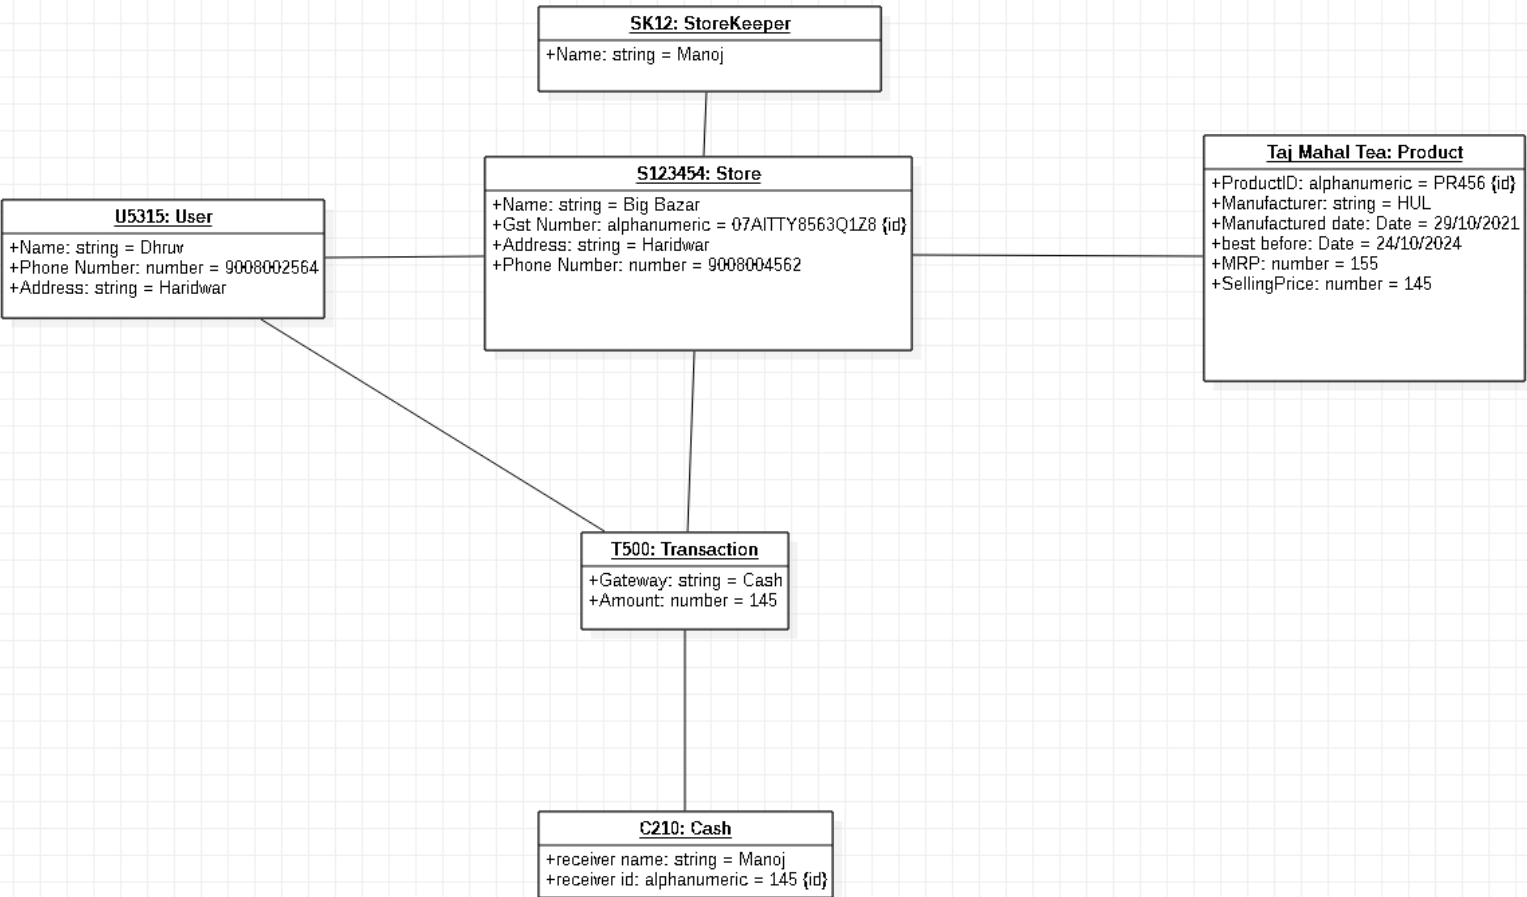 SK12: StoreKeeper
+Name: string = Manoj
S123454: Store
+Name: string = Big Bazar
+Gst Number: alphanumeric = 07AITTY8563Q1Z8 {id}
+Address: string = Haridwar
+Phone Number: number = 9008004562
Taj Mahal Tea: Product
+ProductID: alphanumeric = PR456 {id}
+Manufacturer: string = HUL
+Manufactured date: Date = 29/10/2021
+best before: Date = 24/10/2024
+MRP: number = 155
+SellingPrice: number = 145
U5315: User
+Name: string = Dhruv
+Phone Number: number = 9008002564
+Address: string = Haridwar
T500: Transaction
+Gateway: string = Cash
+Amount: number = 145
C210: Cash
+receiver name: string = Manoj
+receiver id: alphanumeric = 145 {id}